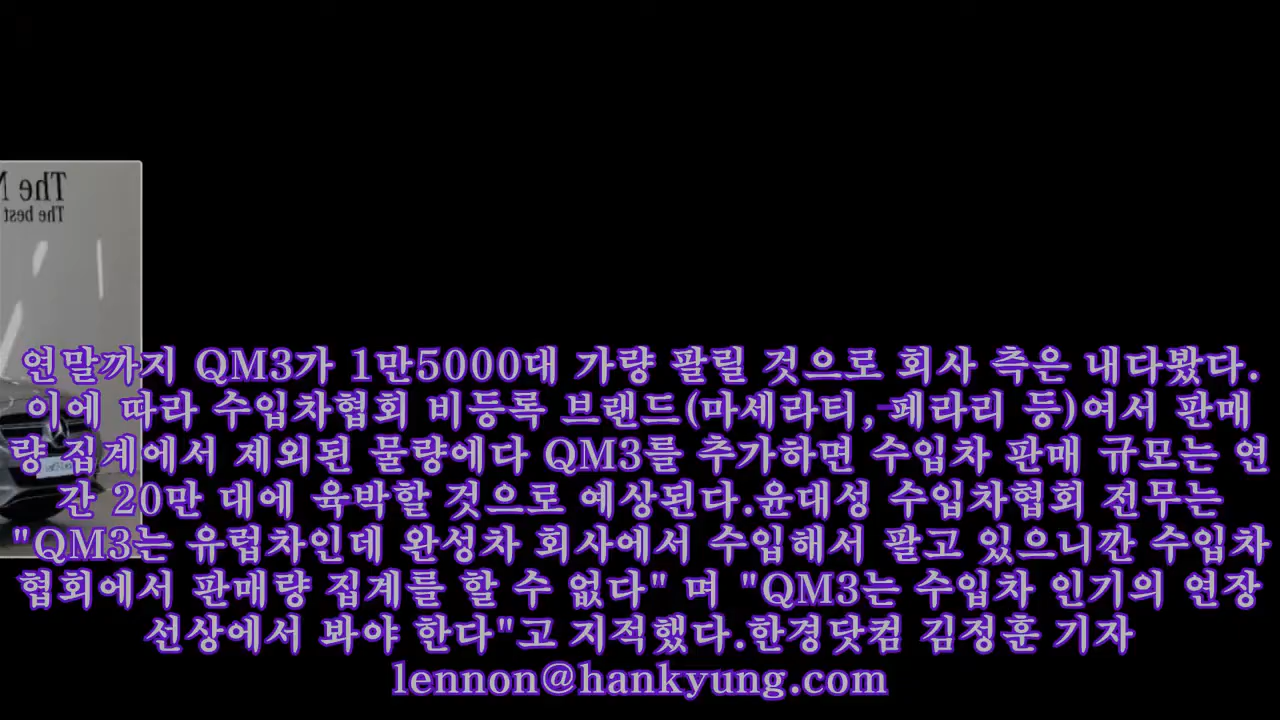 The N
The best
연말까지 QM3가 1만5000대 가량 팔릴 것으로 회사 측은 내다봤다.
이에 따라 수입차협회 비등록 브랜드(마세라티, 페라리 등)여서 판매
량 집계에서 제외된 물량에다 QM3를 추가하면 수입차 판매 규모는 연
간 20만 대에 육박할 것으로 예상된다.윤대성 수입차협회 전무는
"QM3는 유럽차인데 완성차 회사에서 수입해서 팔고 있으니깐 수입차
협회에서 판매량 집계를 할 수 없다" 며 "QM3는 수입차 인기의 연장
선상에서 봐야 한다"고 지적했다.한경닷컴 김정훈 기자
lennon@hankyung.com